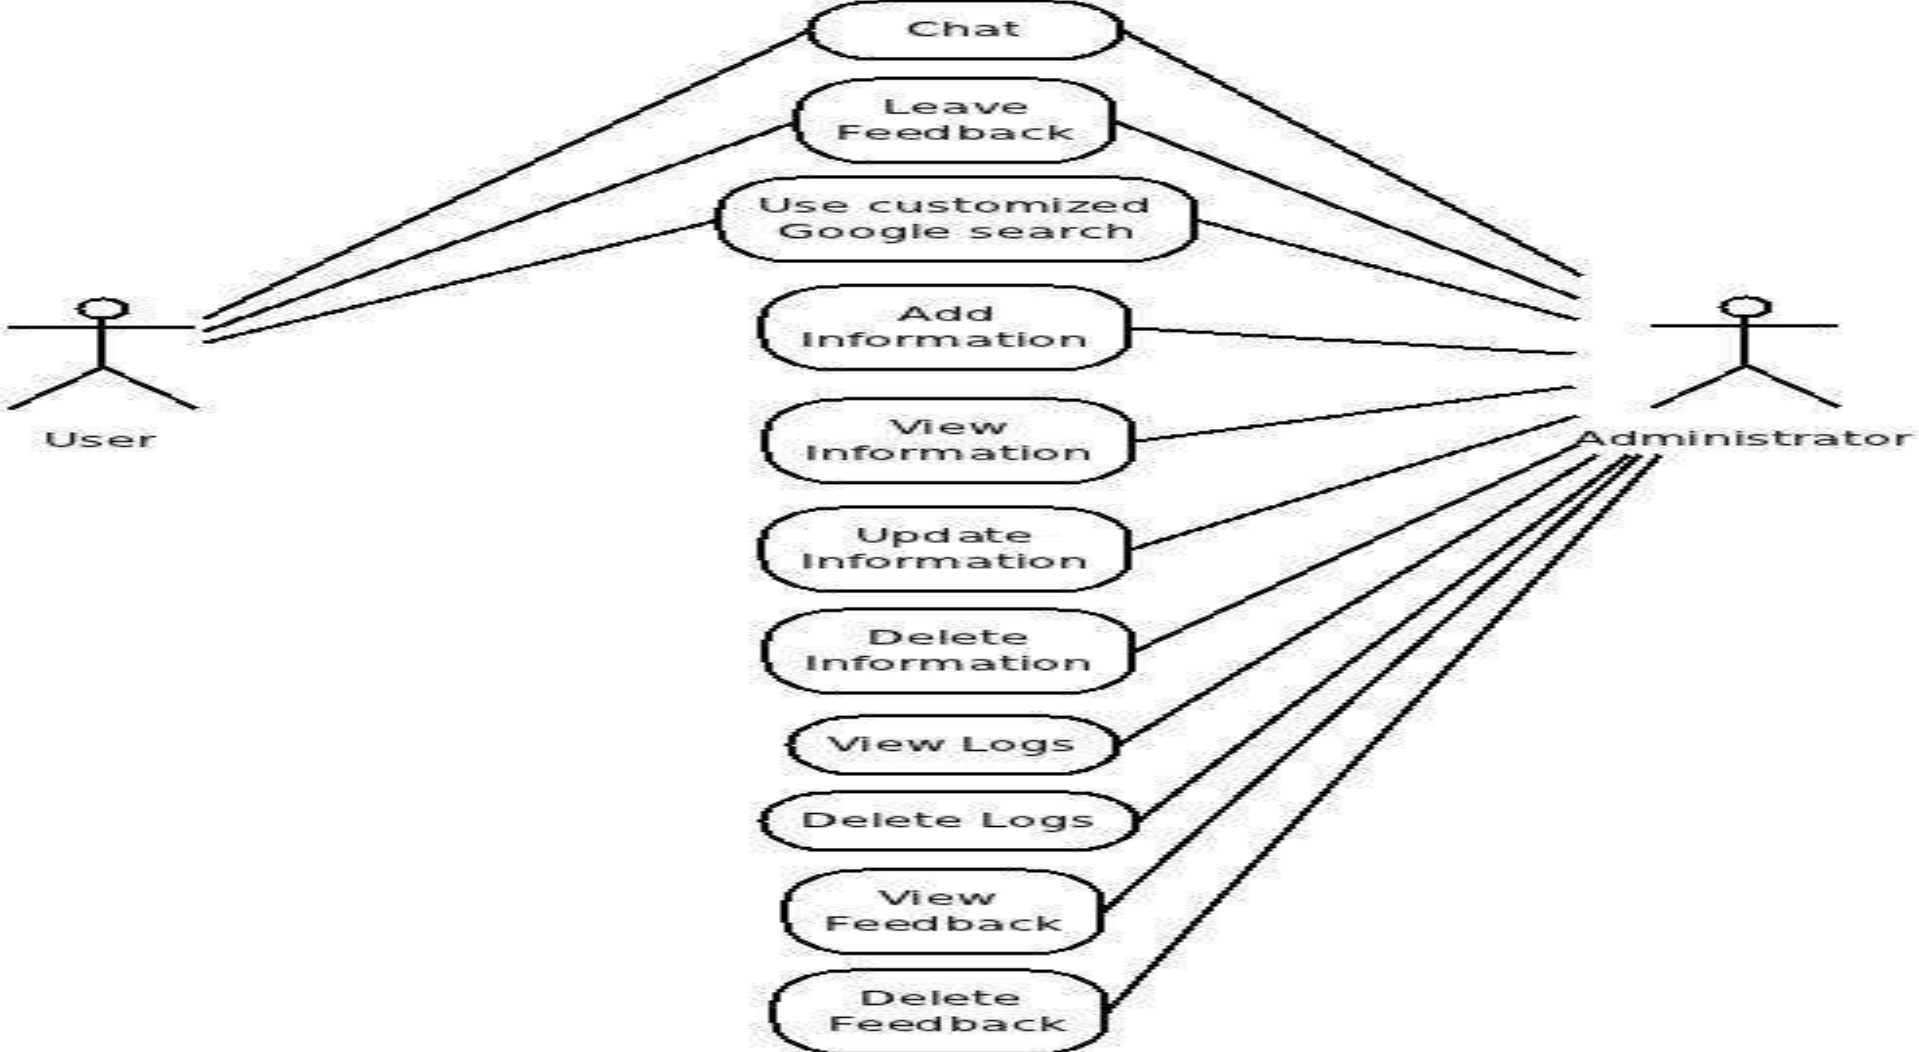 Chat
Leave
Feedback
Use customized
Google search
Add
Information
View
Information
User
Administrator
Update
Information
Delete
Information
View Logs
Delete Logs
View
Feedback
Delete
Feedback